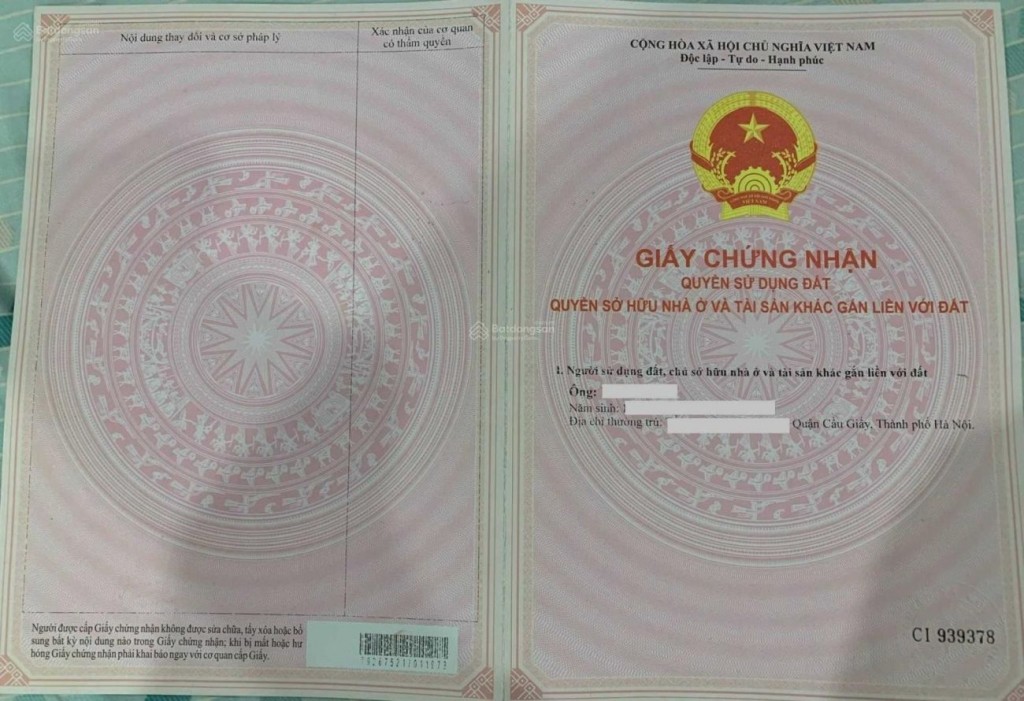 Nội dung thay đổi và cơ sở pháp lý
Xác nhận của cơ quan
có thẩm quyền
Người được cấp Giấy chứng nhận không được sửa chữa, tẩy xóa hoặc bổ
sung bất kỳ nội dung nào trong Giấy chứng nhận; khi bị mất hoặc hư
hỏng Giấy chứng nhận phải khai báo ngay với cơ quan cấp Giấy.
CỘNG HÒA XÃ HỘI CHỦ NGHĨA VIỆT NAM
Độc lập - Tự do - Hạnh phúc
VIỆT NAM
GIẤY CHỨNG NHẬN
QUYỀN SỬ DỤNG ĐẤT
QUYỀN SỞ HỮU NHÀ Ở VÀ TÀI SẢN KHÁC GẮN LIỀN VỚI ĐẤT
I. Người sử dụng đất, chủ sở hữu nhà ở và tài sản khác gắn liền với đất
Ông:
Năm sinh:
Địa chỉ thường trú: Quận Cầu Giấy, Thành phố Hà Nội.
CI 939378
Batdongsan
Batdongsan